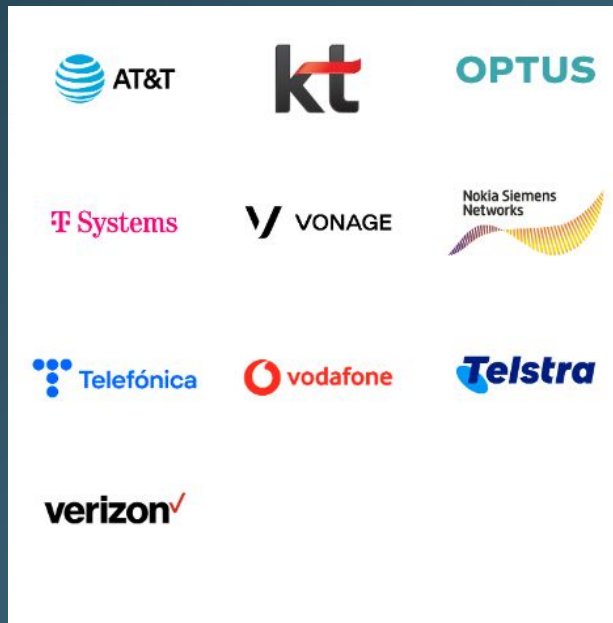 AT&T
kt
OPTUS
T Systems
VONAGE
Nokia Siemens
Networks
Telefónica
vodafone
Telstra
verizon